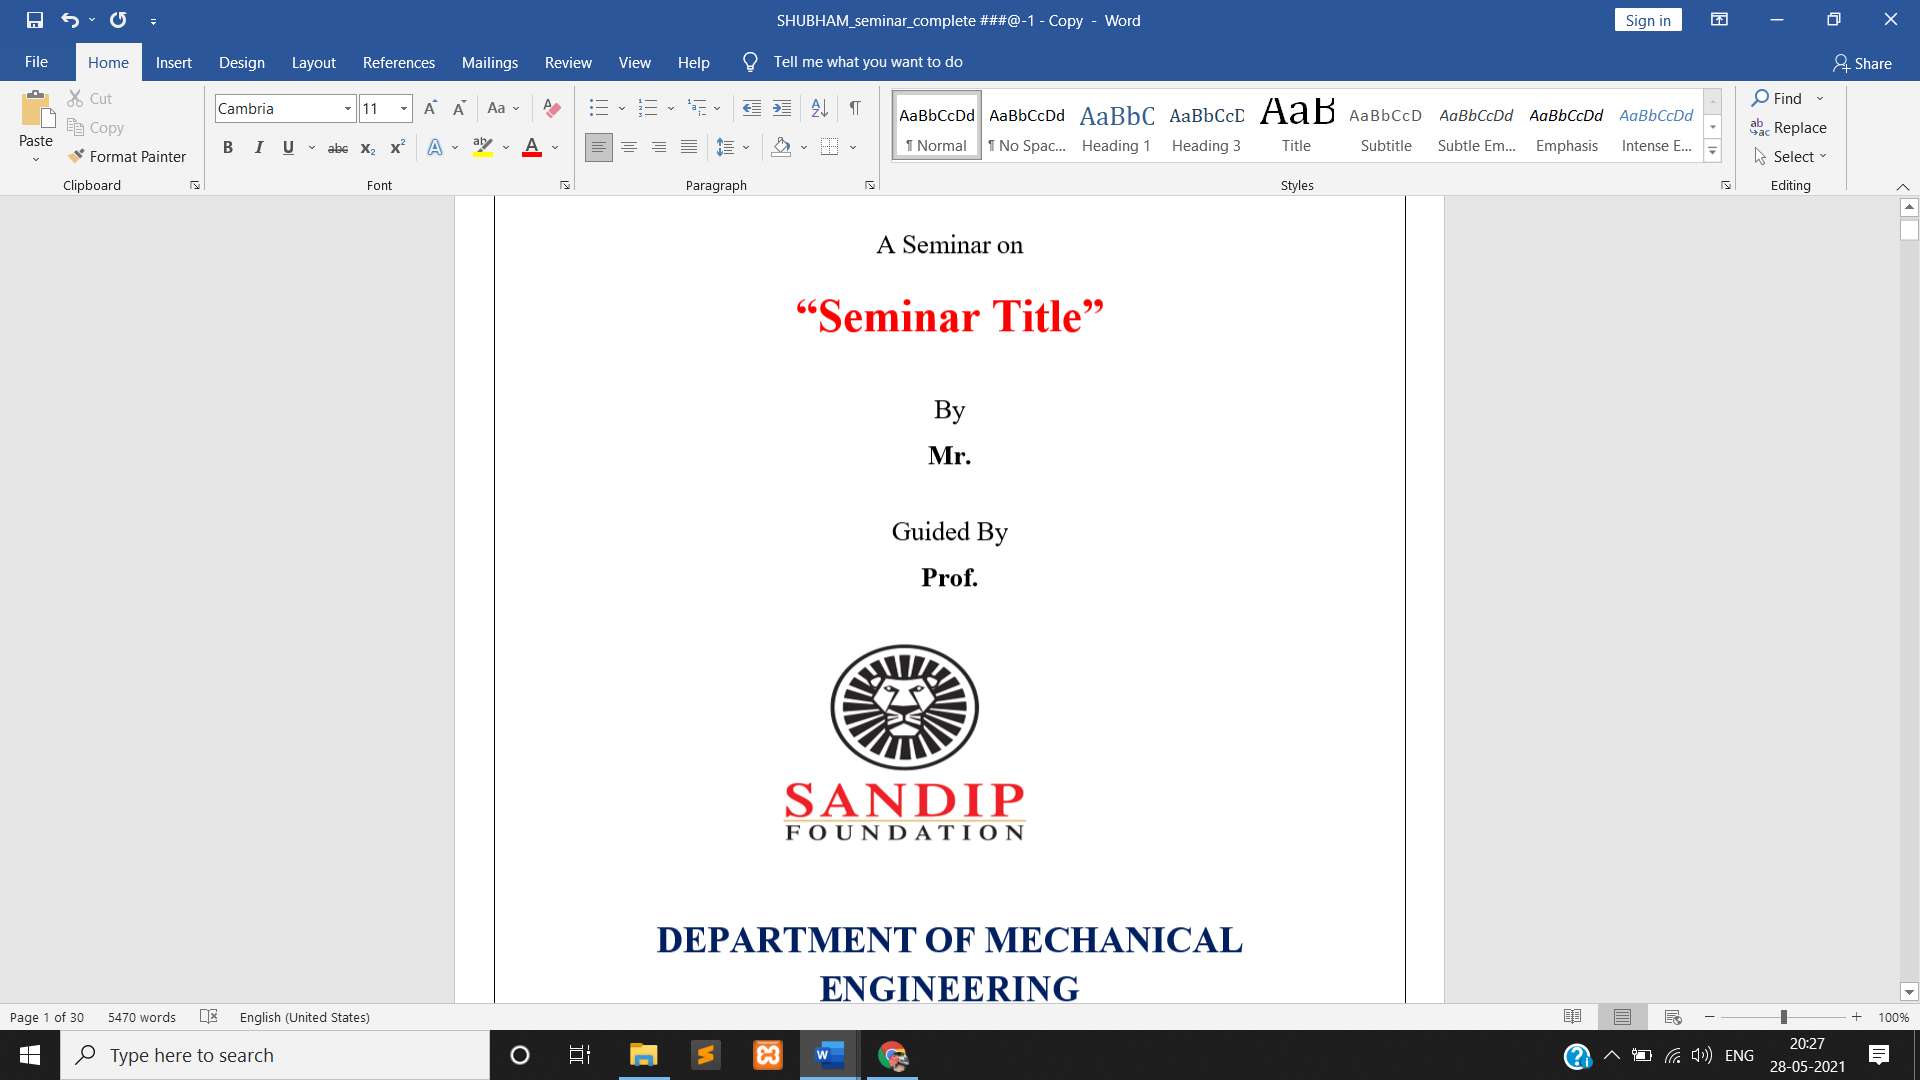 SHUBHAM_seminar_complete ###@-1 - Copy - Word
Sign in
File Home Insert Design Layout References Mailings Review View Help Tell me what you want to do
Share
Paste
Cut
Copy
Format Painter
Clipboard
Cambria 11
Aa
B I U abc x₂ x² A ab A
Font
Paragraph
AaBbCcDd AaBbCcDd AaBbC AaBbCcD AaB AaBbCcD AaBbCcDd AaBbCcDd AaBbCcDd
¶ Normal ¶ No Spac... Heading 1 Heading 3 Title Subtitle Subtle Em... Emphasis Intense E...
Styles
Find
Replace
Select
Editing
A Seminar on
“Seminar Title”
By
Mr.
Guided By
Prof.
SANDIP
FOUNDATION
DEPARTMENT OF MECHANICAL
ENGINEERING
Page 1 of 30 5470 words English (United States)
100%
Type here to search
ENG
20:27
28-05-2021